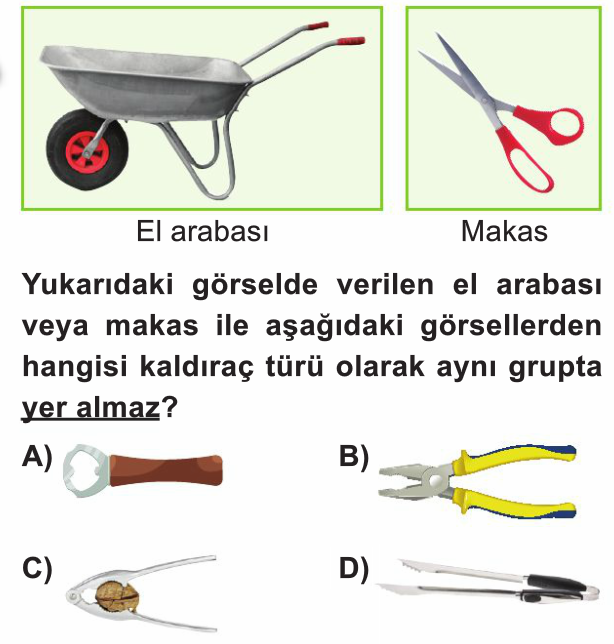 El arabası
Makas
Yukarıdaki görselde verilen el arabası
veya makas ile aşağıdaki görsellerden
hangisi kaldıraç türü olarak aynı grupta
yer almaz?
A)
B)
C)
D)